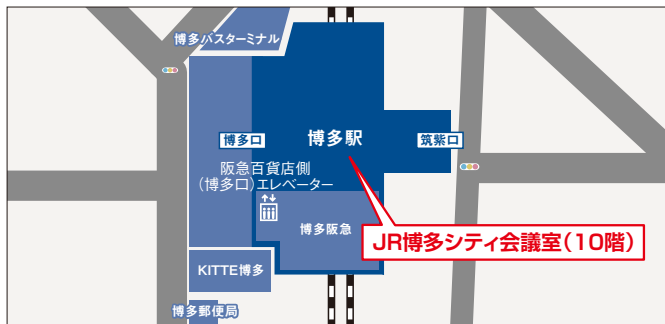 博多バスターミナル
博多口
博多駅
筑紫口
阪急百貨店側
(博多口)エレベーター
博多阪急
JR博多シティ会議室(10階)
KITTE博多
博多郵便局